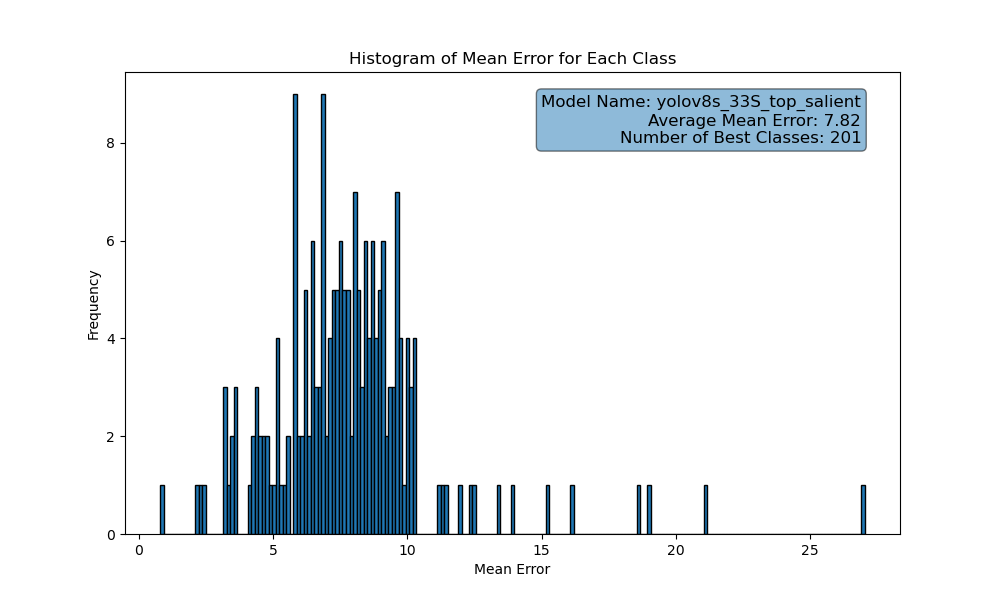 Histogram of Mean Error for Each Class
Model Name: yolov8s_33S_top_salient
Average Mean Error: 7.82
Number of Best Classes: 201
8
6
4
2
0
Frequency
0 5 10 15 20 25
Mean Error